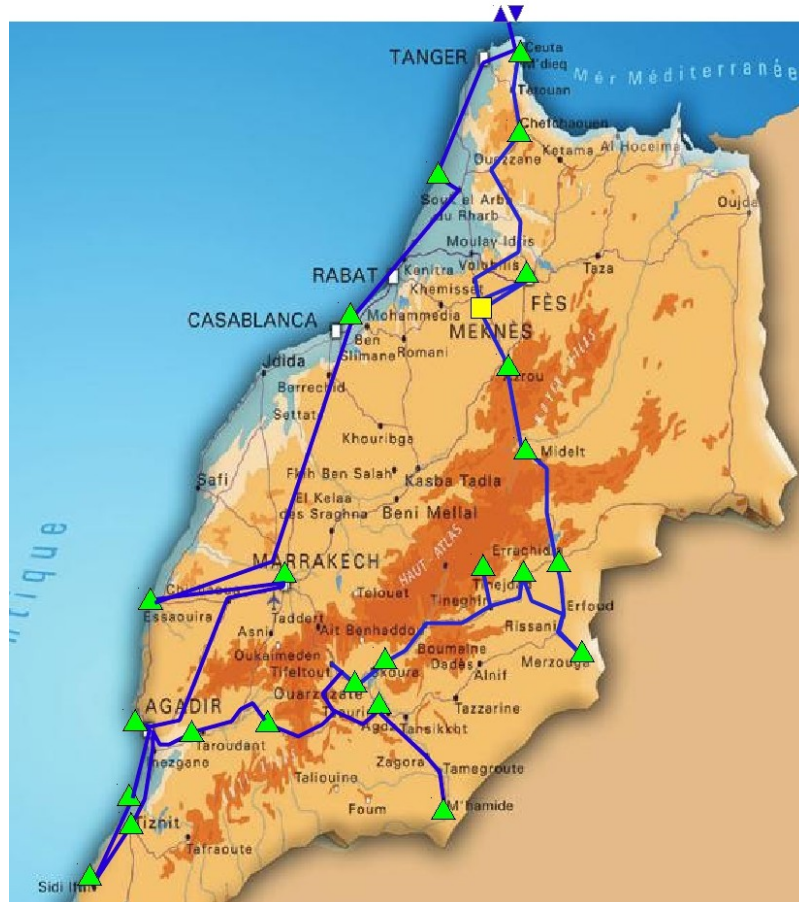 TANGER
Ceuta
M'dieq
Mer Méditerranée
Tétouan
Chefchaouen
Ketama
Al Hoceima
Ouezzane
Oujda
Souk el Arba
du Rharb
Moulay Idris
Volubilis
Taza
RABAT
Kenitra
Khemisset
FÈS
CASABLANCA
Mohammedia
MEKNÈS
Ben
Slimane
Romani
Jdida
Azrou
Berrechid
Settat
Khouribga
Midelt
Fkih Ben Salah
Kasba Tadla
Safi
El Kelaa
des Sraghna
Beni Mellal
HAUT-ATLAS
MARRAKECH
Errachidia
Telouet
Tinejdad
Tineghir
Erfoud
Essaouira
Taddert
Asni
Ait Benhaddo
Rissani
Oukaimeden
Boumalne
Dadès
Merzouga
Tifeltout
Skoura
Alnif
Ouarzazate
AGADIR
Tazzarine
Agdz
Tansikht
Inezgane
Taroudant
Zagora
Tamegroute
Taliouine
Foum
M'hamide
Tiznit
Tafraoute
Sidi Ifni